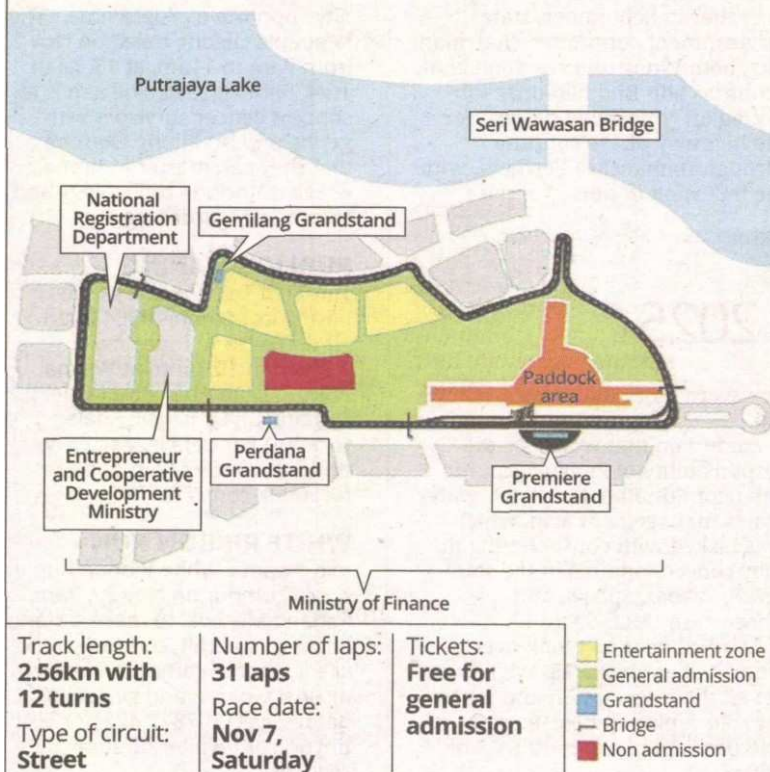 Putrajaya Lake
Seri Wawasan Bridge
National
Registration
Department
Gemilang Grandstand
Paddock
area
Entrepreneur
and Cooperative
Development
Ministry
Perdana
Grandstand
Premiere
Grandstand
Ministry of Finance
Track length:
2.56km with
12 turns
Type of circuit:
Street
Number of laps:
31 laps
Race date:
Nov 7,
Saturday
Tickets:
Free for
general
admission
Entertainment zone
General admission
Grandstand
Bridge
Non admission